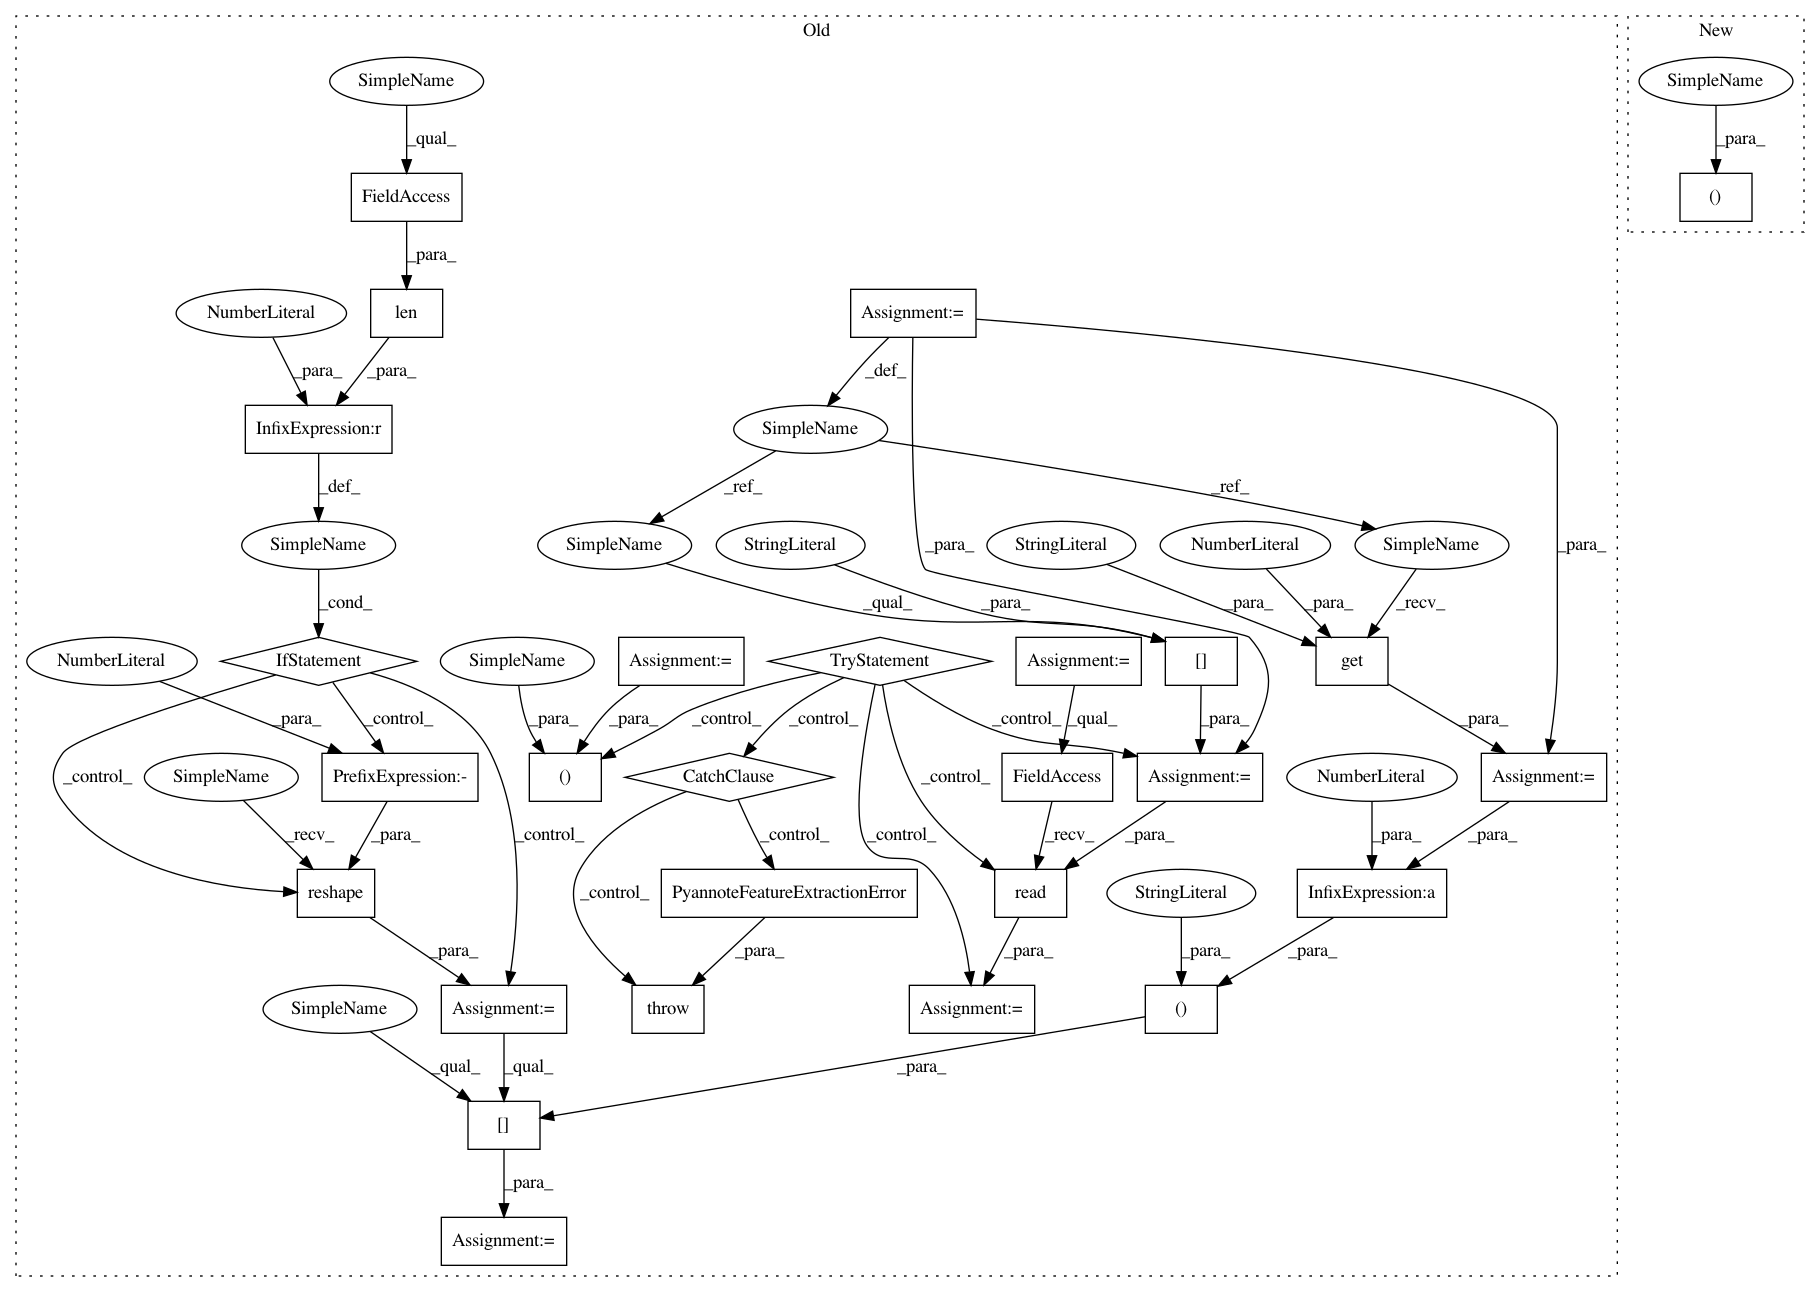 Old
New
SimpleName
SimpleName
_qual_
_para_
FieldAccess
()
_para_
NumberLiteral
len
Assignment:=
_para_
_para_
_def_
InfixExpression:r
SimpleName
_def_
_ref_
_ref_
SimpleName
SimpleName
StringLiteral
_para_
StringLiteral
NumberLiteral
SimpleName
_para_
_cond_
_qual_
_para_
_para_
_para_
_recv_
NumberLiteral
IfStatement
SimpleName
Assignment:=
TryStatement
Assignment:=
[]
get
_para_
_control_
_para_
_para_
_control_
_control_
_control_
_qual_
_para_
_para_
_control_
SimpleName
PrefixExpression:-
()
CatchClause
FieldAccess
Assignment:=
NumberLiteral
Assignment:=
_recv_
_para_
_control_
_control_
_control_
_control_
_recv_
_para_
_para_
_para_
reshape
PyannoteFeatureExtractionError
read
StringLiteral
InfixExpression:a
_control_
_para_
_para_
_para_
_para_
_para_
SimpleName
Assignment:=
throw
Assignment:=
()
_qual_
_qual_
_para_
[]
_para_
Assignment:=